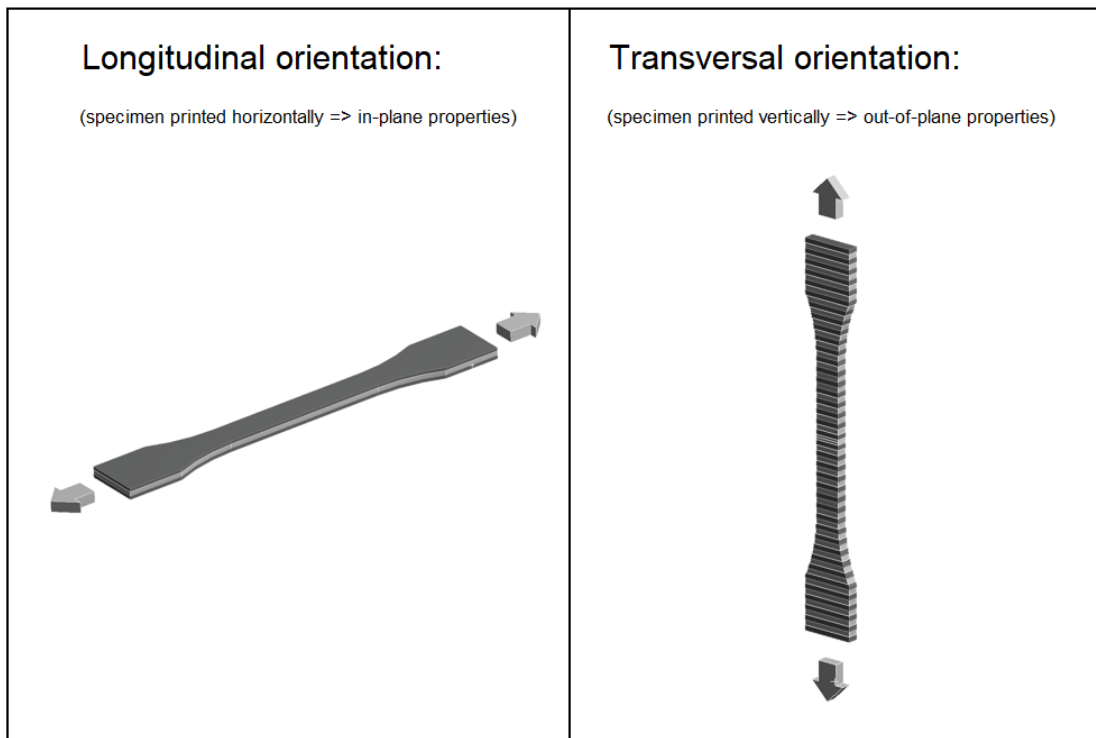 Longitudinal orientation:
(specimen printed horizontally => in-plane properties)
Transversal orientation:
(specimen printed vertically => out-of-plane properties)